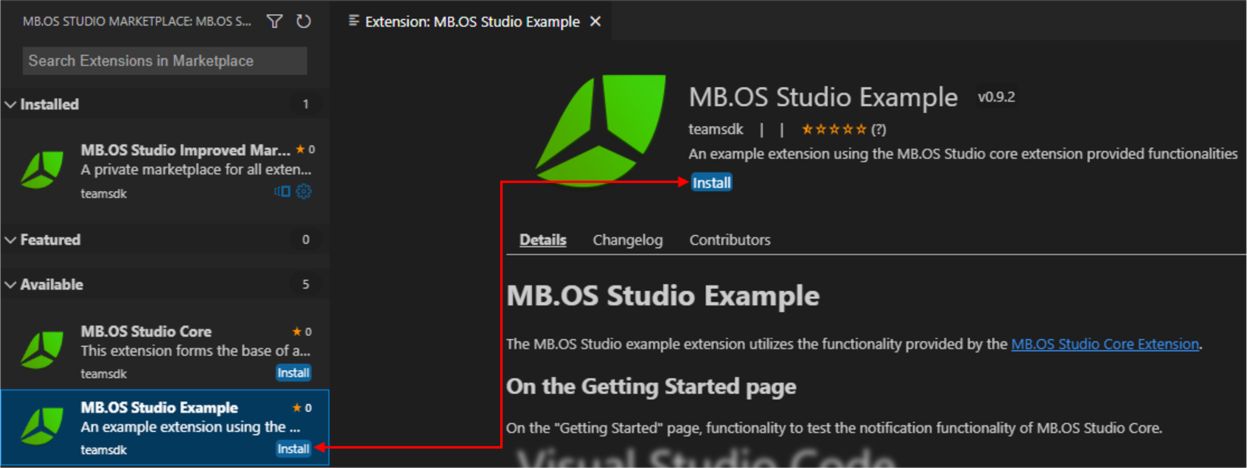 MB.OS STUDIO MARKETPLACE: MB.OS S...
Search Extensions in Marketplace
Installed 1
MB.OS Studio Improved Mar... ★ 0
A private marketplace for all exten...
teamsdk
Featured 0
Available 5
MB.OS Studio Core ★ 0
This extension forms the base of a...
teamsdk Install
MB.OS Studio Example ★ 0
An example extension using the ...
teamsdk Install
Extension: MB.OS Studio Example
MB.OS Studio Example v0.9.2
teamsdk | | (?)
An example extension using the MB.OS Studio core extension provided functionalities
Install
Details Changelog Contributors
MB.OS Studio Example
The MB.OS Studio example extension utilizes the functionality provided by the MB.OS Studio Core Extension.
On the Getting Started page
On the "Getting Started" page, functionality to test the notification functionality of MB.OS Studio Core.
Visual Studio Code